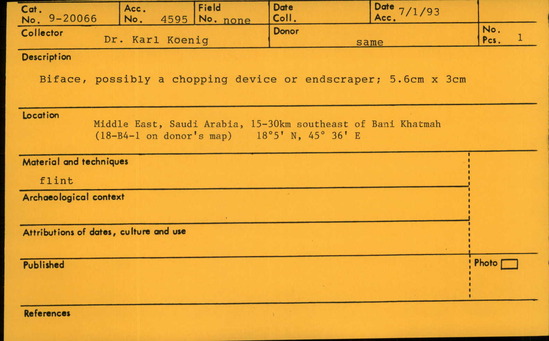 Cat. No. 9-20066 Acc. No. 4595 Field No. none Date Coll. Date Acc. 7/1/93
Collector Dr. Karl Koenig Donor same No. Pcs. 1
Description
Biface, possibly a chopping device or endscraper; 5.6cm x 3cm
Location
Middle East, Saudi Arabia, 15-30km southeast of Bani Khatmah
(18-B4-1 on donor's map) 18°5' N, 45° 36' E
Material and techniques
flint
Archaeological context
Attributions of dates, culture and use
Published
Photo
References